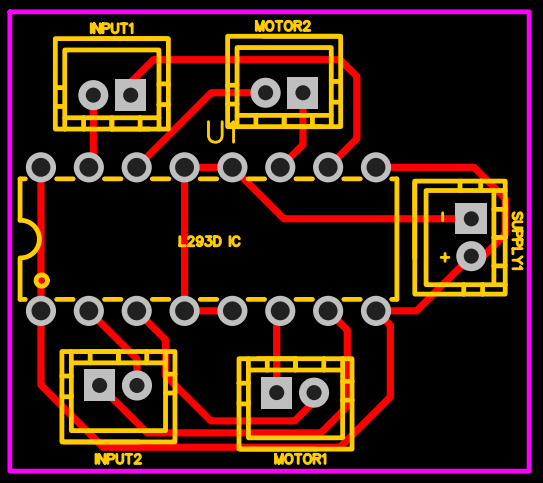 INPUT1
MOTOR2
U1
-
SUPPLY1
L293D IC
+
INPUT2
MOTOR1